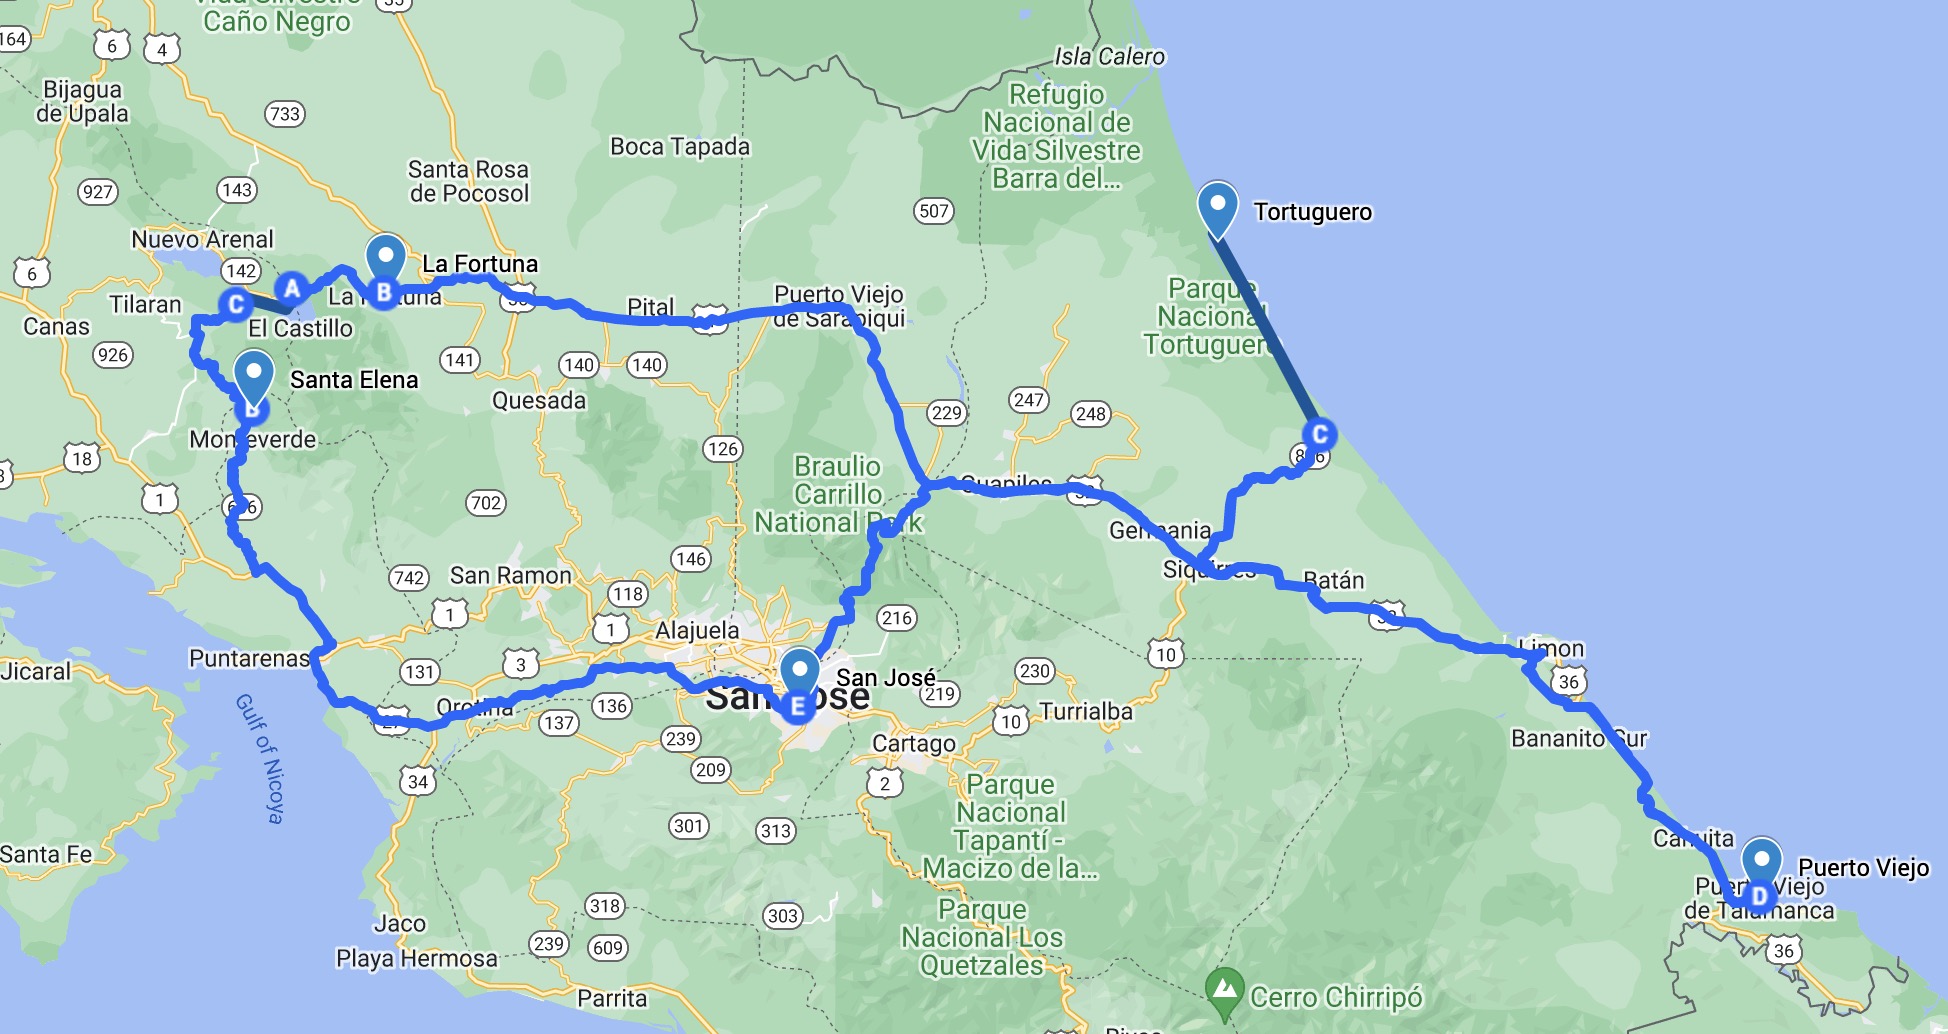 Vida Silvestre
Caño Negro
35
164
6
4
Isla Calero
Bijagua
de Upala
Refugio
Nacional de
Vida Silvestre
Barra del...
733
Boca Tapada
Santa Rosa
de Pocosol
927
143
507
Tortuguero
Nuevo Arenal
6
142
A
La Fortuna
B
La Fortuna
C
Tilaran
Canas
El Castillo
Pital
Puerto Viejo
de Sarapiqui
Parque
Nacional
Tortuguero
926
141
140
140
Santa Elena
Quesada
247
229
248
Monteverde
126
C
18
1
606
702
Braulio
Carrillo
National Park
Guapiles
32
806
Germania
146
Siquirres
Batán
742
San Ramon
118
1
1
Alajuela
216
32
Limon
Puntarenas
3
131
10
230
36
Jicaral
San José
San José
E
219
Orotina
136
27
137
10
Turrialba
Gulf of Nicoya
239
Cartago
Bananito Sur
209
34
2
Parque
Nacional
Tapantí -
Macizo de la...
301
313
Santa Fe
Cahuita
Puerto Viejo
Puerto Viejo
de Talamanca
D
318
303
Jaco
Parque
Nacional Los
Quetzales
239
609
36
Playa Hermosa
Parrita
Cerro Chirripó